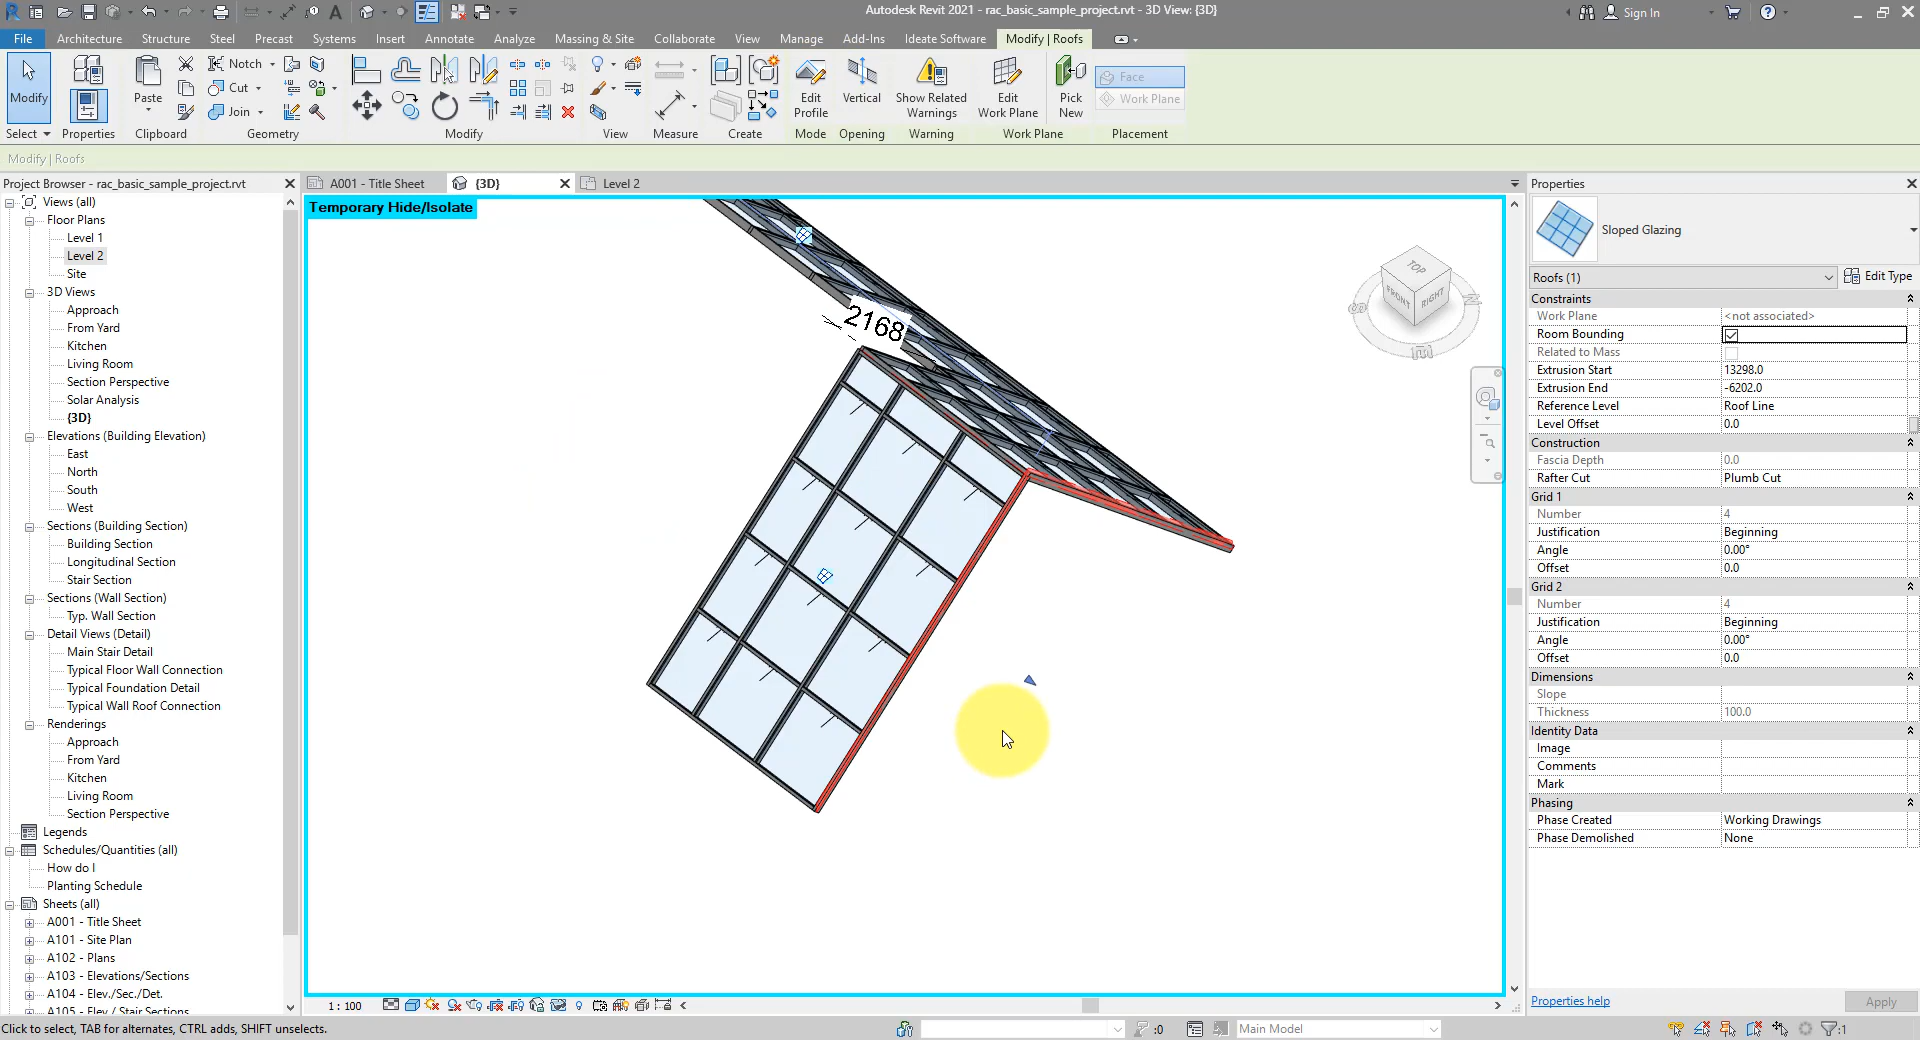 Autodesk Revit 2021 - rac_basic_sample_project.rvt - 3D View: {3D}
Sign In
File Architecture Structure Steel Precast Systems Insert Annotate Analyze Massing & Site Collaborate View Manage Add-Ins Ideate Software Modify | Roofs
Modify
Paste
Notch
Cut
Join
Edit Profile
Vertical
Show Related Warnings
Edit Work Plane
Pick New
Face
Work Plane
Select Properties Clipboard Geometry Modify View Measure Create Mode Opening Warning Work Plane Placement
Modify | Roofs
Project Browser - rac_basic_sample_project.rvt
A001 - Title Sheet
{3D}
Level 2
Views (all)
Floor Plans
Level 1
Level 2
Site
3D Views
Approach
From Yard
Kitchen
Living Room
Section Perspective
Solar Analysis
{3D}
Elevations (Building Elevation)
East
North
South
West
Sections (Building Section)
Building Section
Longitudinal Section
Stair Section
Sections (Wall Section)
Typ. Wall Section
Detail Views (Detail)
Main Stair Detail
Typical Floor Wall Connection
Typical Foundation Detail
Typical Wall Roof Connection
Renderings
Approach
From Yard
Kitchen
Living Room
Section Perspective
Legends
Schedules/Quantities (all)
How do I
Planting Schedule
Sheets (all)
A001 - Title Sheet
A101 - Site Plan
A102 - Plans
A103 - Elevations/Sections
A104 - Elev./Sec./Det.
A105 - Elev./ Stair Sections
Temporary Hide/Isolate
2168
TOP
FRONT
RIGHT
Properties
Sloped Glazing
Roofs (1)
Edit Type
Constraints
Work Plane <not associated>
Room Bounding
Related to Mass
Extrusion Start 13298.0
Extrusion End -6202.0
Reference Level Roof Line
Level Offset 0.0
Construction
Fascia Depth 0.0
Rafter Cut Plumb Cut
Grid 1
Number 4
Justification Beginning
Angle 0.00°
Offset 0.0
Grid 2
Number 4
Justification Beginning
Angle 0.00°
Offset 0.0
Dimensions
Slope
Thickness 100.0
Identity Data
Image
Comments
Mark
Phasing
Phase Created Working Drawings
Phase Demolished None
Properties help
Apply
1 : 100
Click to select, TAB for alternates, CTRL adds, SHIFT unselects.
:0
Main Model
:1